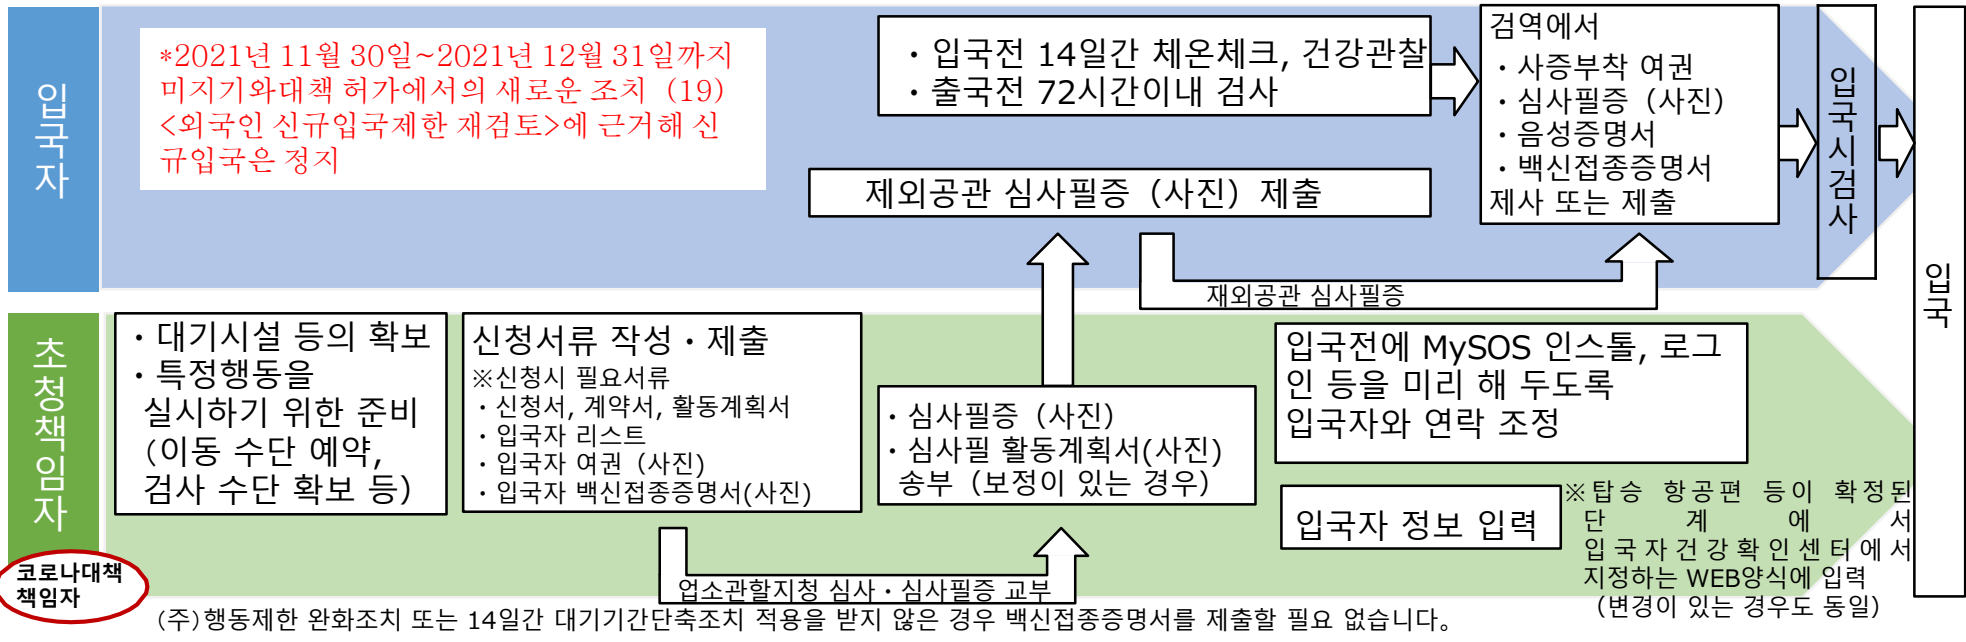 입국자
*2021년 11월 30일~2021년 12월 31일까지
미지기와대책 허가에서의 새로운 조치 (19)
<외국인 신규입국제한 재검토>에 근거해 신
규입국은 정지
・입국전 14일간 체온체크, 건강관찰
・출국전 72시간이내 검사
제외공관 심사필증 (사진) 제출
검역에서
・사증부착 여권
・심사필증 (사진)
・음성증명서
・백신접종증명서
제사 또는 제출
입국시검사
입국
재외공관 심사필증
초청책임자
코로나대책
책임자
・대기시설 등의 확보
・특정행동을
실시하기 위한 준비
(이동 수단 예약,
검사 수단 확보 등)
신청서류 작성・제출
※신청시 필요서류
・신청서, 계약서, 활동계획서
・입국자 리스트
・입국자 여권 (사진)
・입국자 백신접종증명서(사진)
업소관할지청 심사・심사필증 교부
・심사필증 (사진)
・심사필 활동계획서(사진)
송부 (보정이 있는 경우)
입국전에 MySOS 인스톨, 로그
인 등을 미리 해 두도록
입국자와 연락 조정
입국자 정보 입력
※탑승 항공편 등이 확정된
단 계 에 서
입국자건강확인센터에서
지정하는 WEB양식에 입력
(변경이 있는 경우도 동일)
(주)행동제한 완화조치 또는 14일간 대기기간단축조치 적용을 받지 않은 경우 백신접종증명서를 제출할 필요 없습니다.